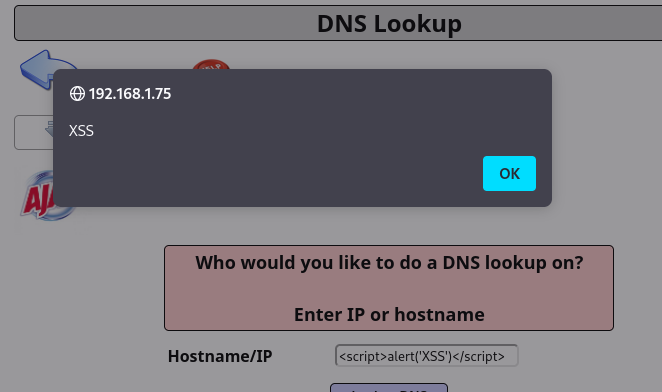 DNS Lookup
192.168.1.75
XSS
OK
Who would you like to do a DNS lookup on?
Enter IP or hostname
Hostname/IP
<script>alert('XSS')</script>